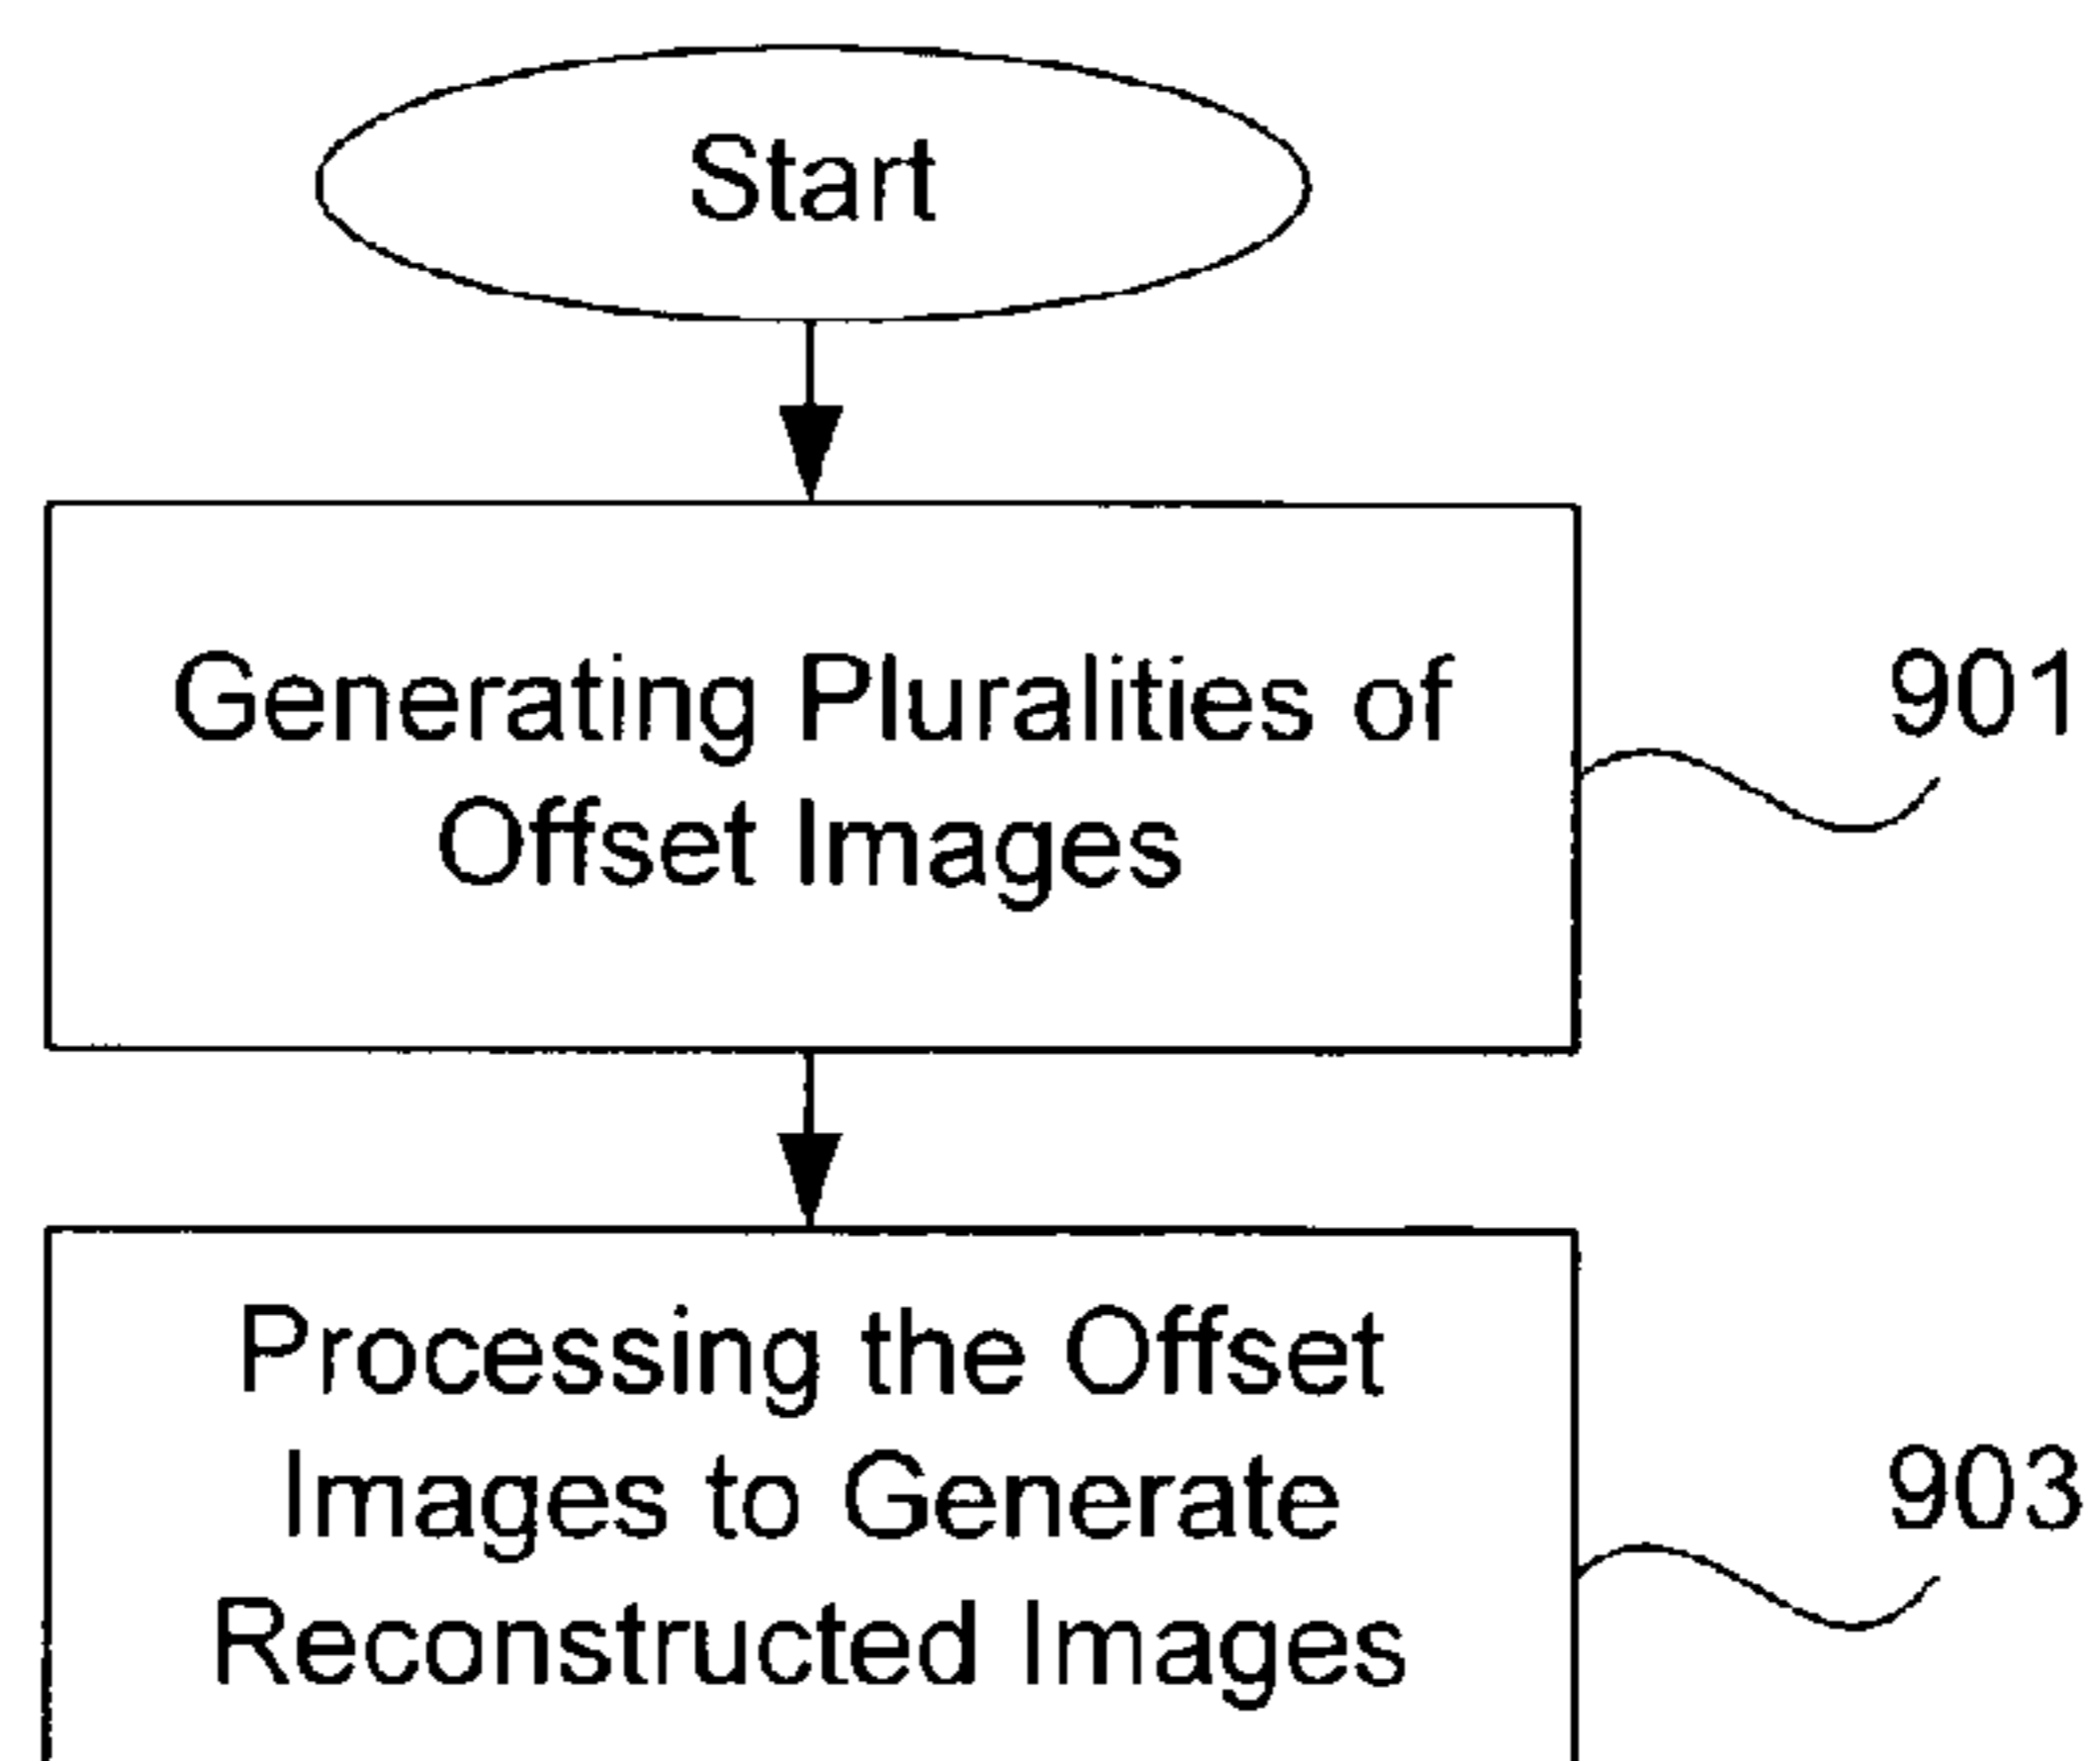 Start
Generating Pluralities of
Offset Images
901
Processing the Offset
Images to Generate
Reconstructed Images
903